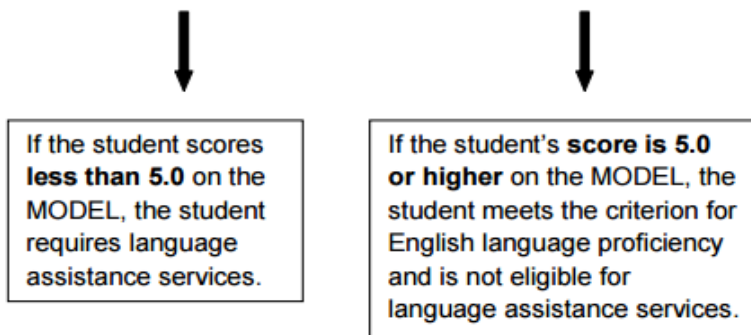 If the student scores
less than 5.0 on the
MODEL, the student
requires language
assistance services.
If the student’s score is 5.0
or higher on the MODEL, the
student meets the criterion for
English language proficiency
and is not eligible for
language assistance services.